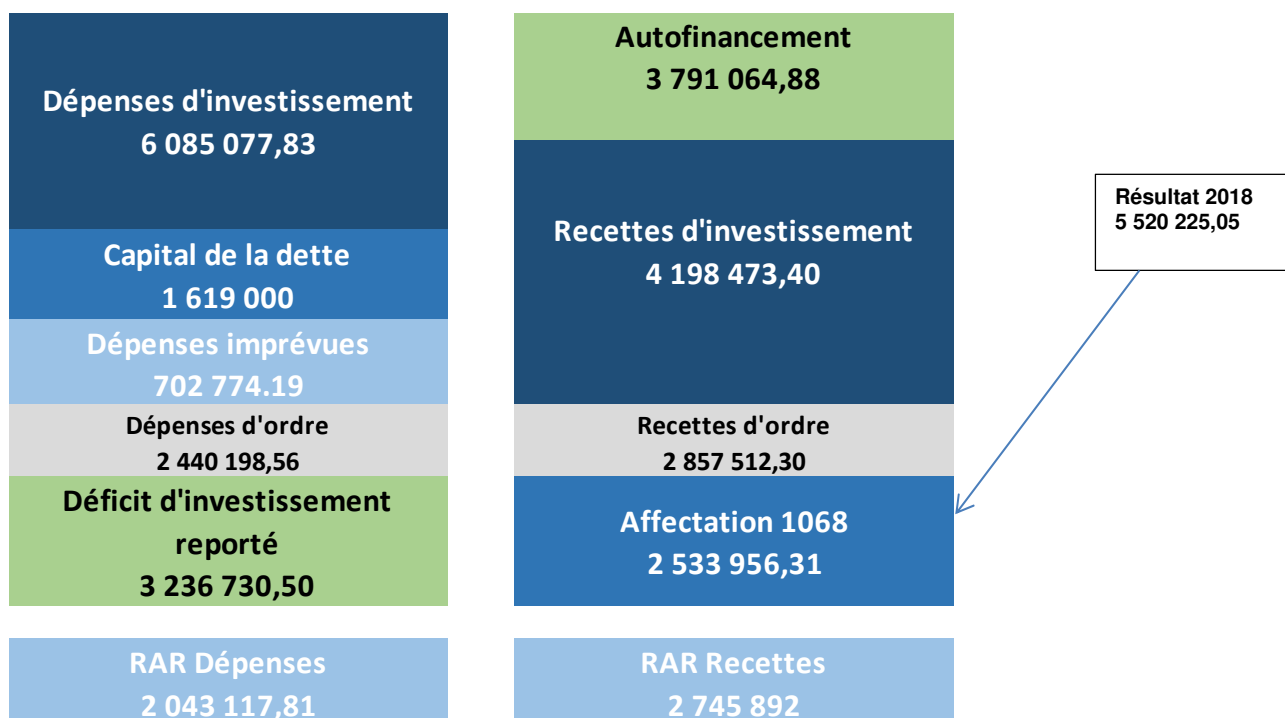 Dépenses d'investissement
6 085 077,83
Capital de la dette
1 619 000
Dépenses imprévues
702 774.19
Dépenses d'ordre
2 440 198,56
Déficit d'investissement
reporté
3 236 730,50
RAR Dépenses
2 043 117,81
Autofinancement
3 791 064,88
Recettes d'investissement
4 198 473,40
Recettes d'ordre
2 857 512,30
Affectation 1068
2 533 956,31
RAR Recettes
2 745 892
Résultat 2018
5 520 225,05